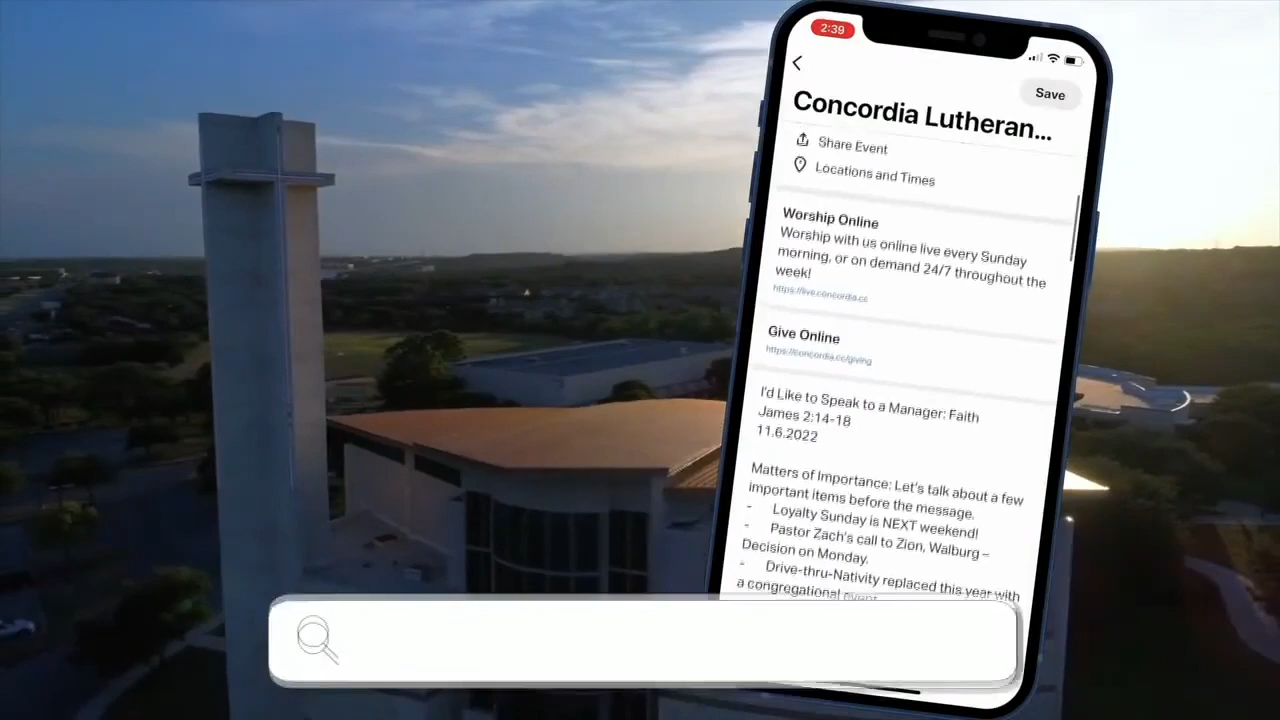 2:39
Save
Concordia Lutheran...
Share Event
Locations and Times
Worship Online
Worship with us online live every Sunday
morning, or on demand 24/7 throughout the
week!
https://live.concordia.cc
Give Online
https://concordia.cc/giving
I'd Like to Speak to a Manager: Faith
James 2:14-18
11.6.2022
Matters of Importance: Let's talk about a few
important items before the message.
- Loyalty Sunday is NEXT weekend!
- Pastor Zach's call to Zion, Walburg –
Decision on Monday.
- Drive-thru-Nativity replaced this year with
a congregational event